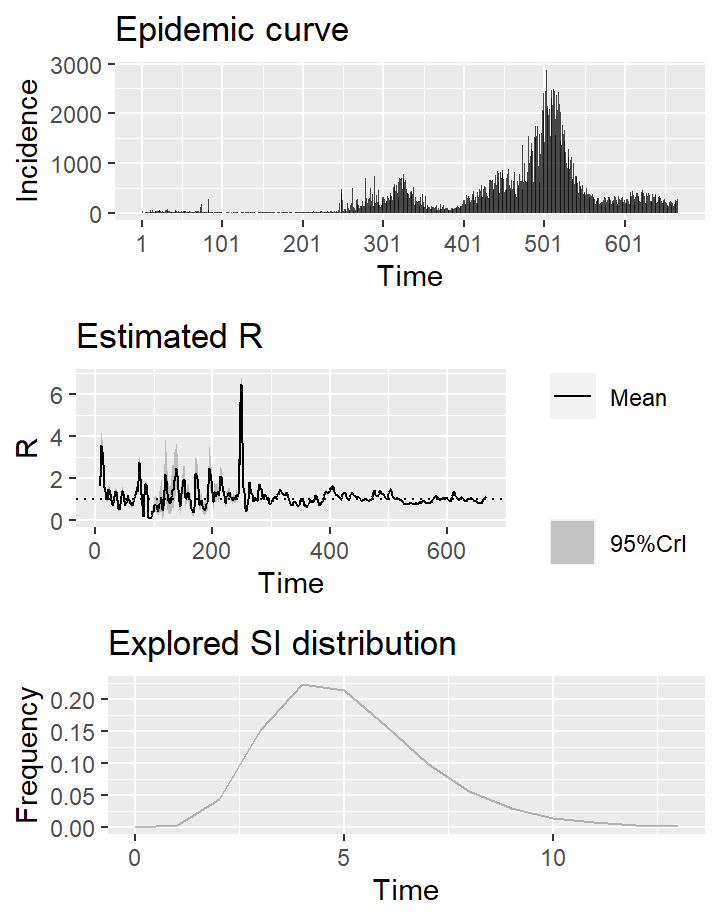 Epidemic curve
3000
2000
1000
0
Incidence
1 101 201 301 401 501 601
Time
Estimated R
6
4
2
0
R
0 200 400 600
Time
Mean
95%CrI
Explored SI distribution
0.20
0.15
0.10
0.05
0.00
Frequency
0 5 10
Time